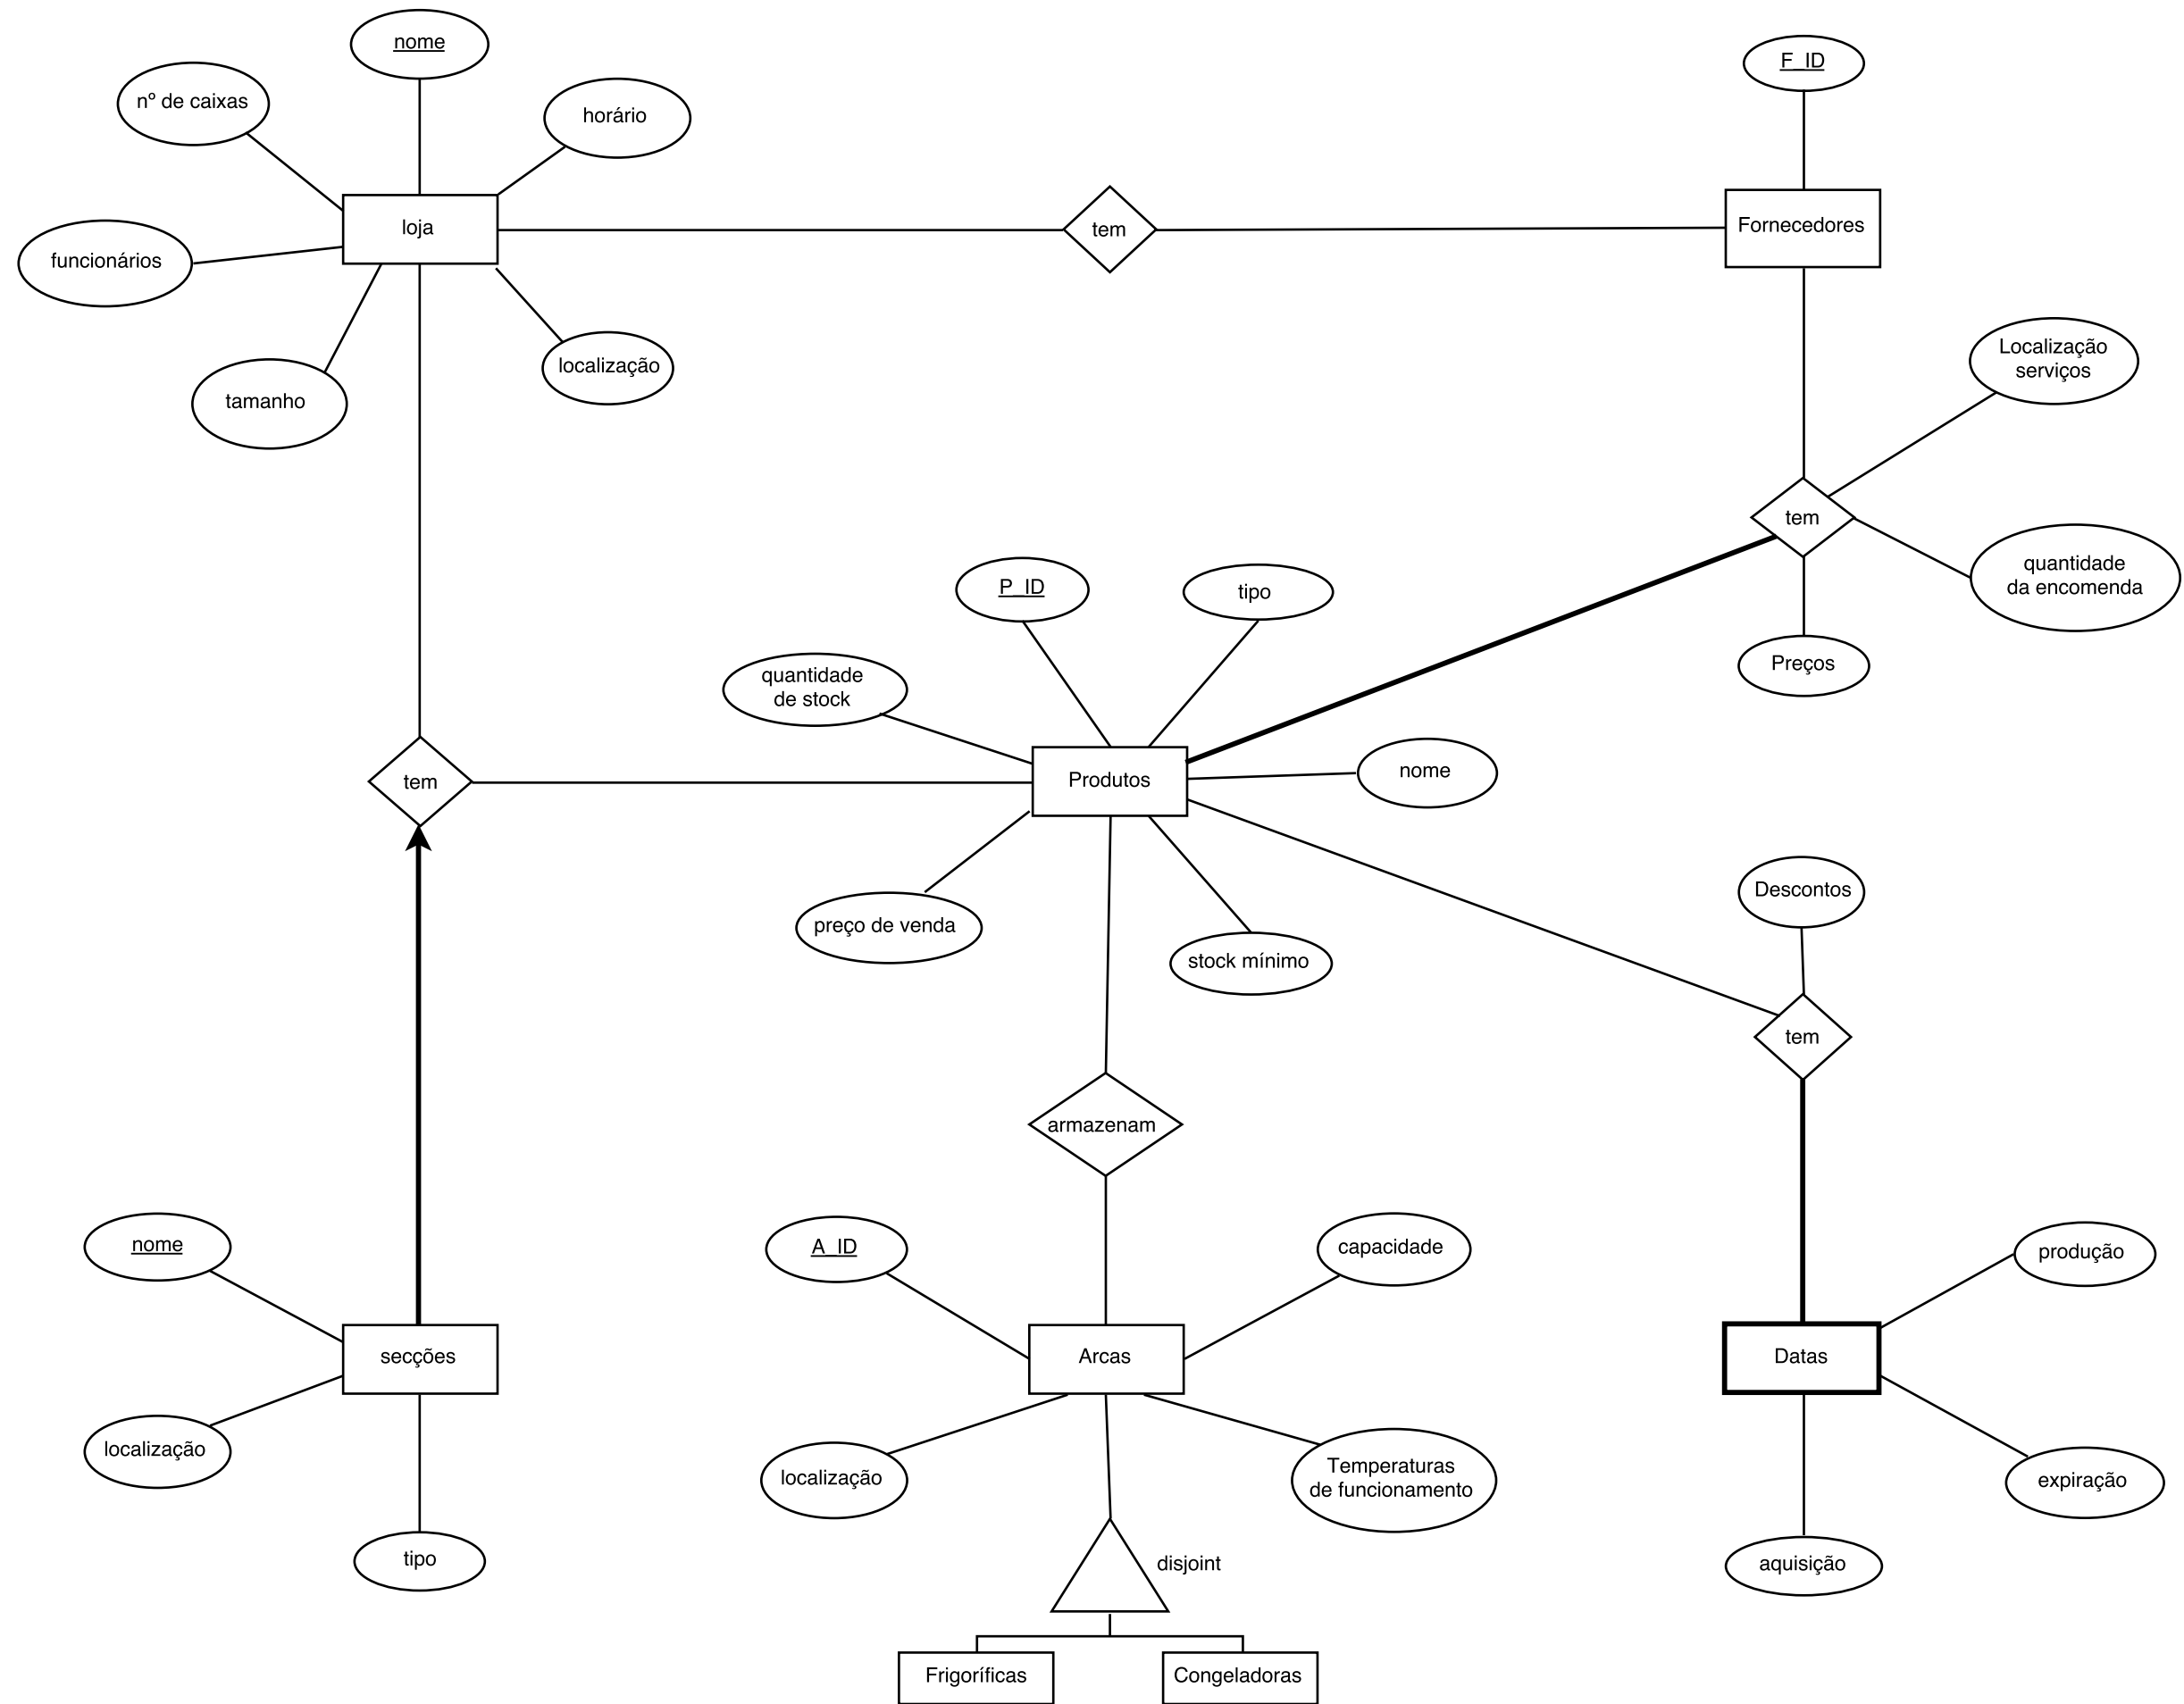 nome
F_ID
nº de caixas
horário
loja
tem
Fornecedores
funcionários
Localização
serviços
localização
tamanho
tem
quantidade
da encomenda
P_ID
tipo
Preços
quantidade
de stock
nome
tem
Produtos
Descontos
preço de venda
stock mínimo
tem
armazenam
nome
A_ID
capacidade
produção
secções
Arcas
Datas
localização
localização
Temperaturas
de funcionamento
expiração
tipo
disjoint
aquisição
Frigoríficas
Congeladoras